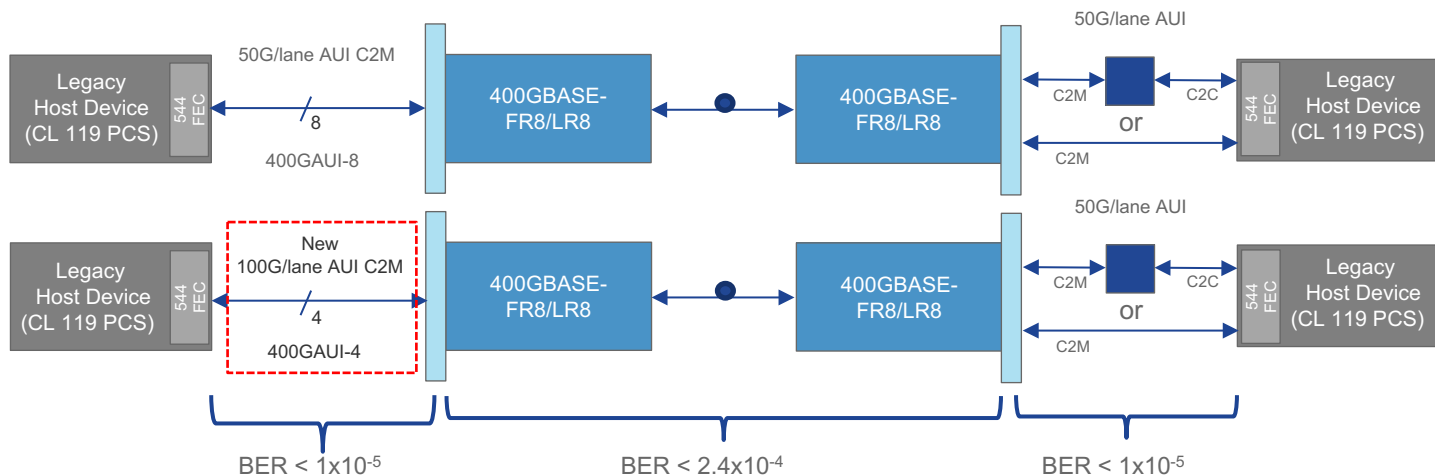 50G/lane AUI C2M
Legacy
Host Device
(CL 119 PCS)
544
FEC
8
400GAUI-8
400GBASE-
FR8/LR8
400GBASE-
FR8/LR8
50G/lane AUI
C2M
C2C
or
C2M
544
FEC
Legacy
Host Device
(CL 119 PCS)
Legacy
Host Device
(CL 119 PCS)
544
FEC
New
100G/lane AUI C2M
4
400GAUI-4
400GBASE-
FR8/LR8
400GBASE-
FR8/LR8
50G/lane AUI
C2M
C2C
or
C2M
544
FEC
Legacy
Host Device
(CL 119 PCS)
BER < 1x10⁻⁵
BER < 2.4x10⁻⁴
BER < 1x10⁻⁵